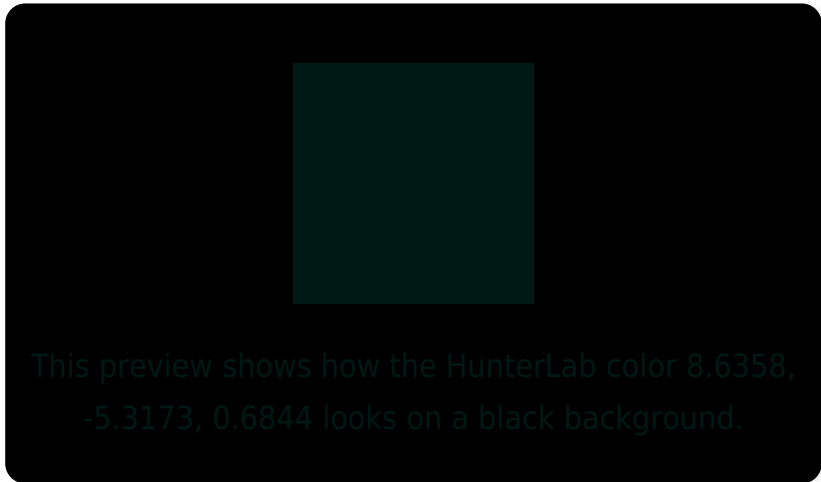 This preview shows how the HunterLab color 8.6358,
-5.3173, 0.6844 looks on a black background.